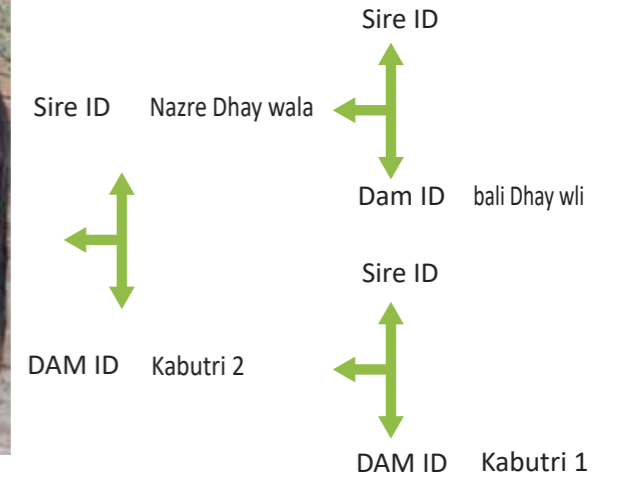 Sire ID
Sire ID Nazre Dhay wala
Dam ID bali Dhay wli
Sire ID
DAM ID Kabutri 2
DAM ID Kabutri 1